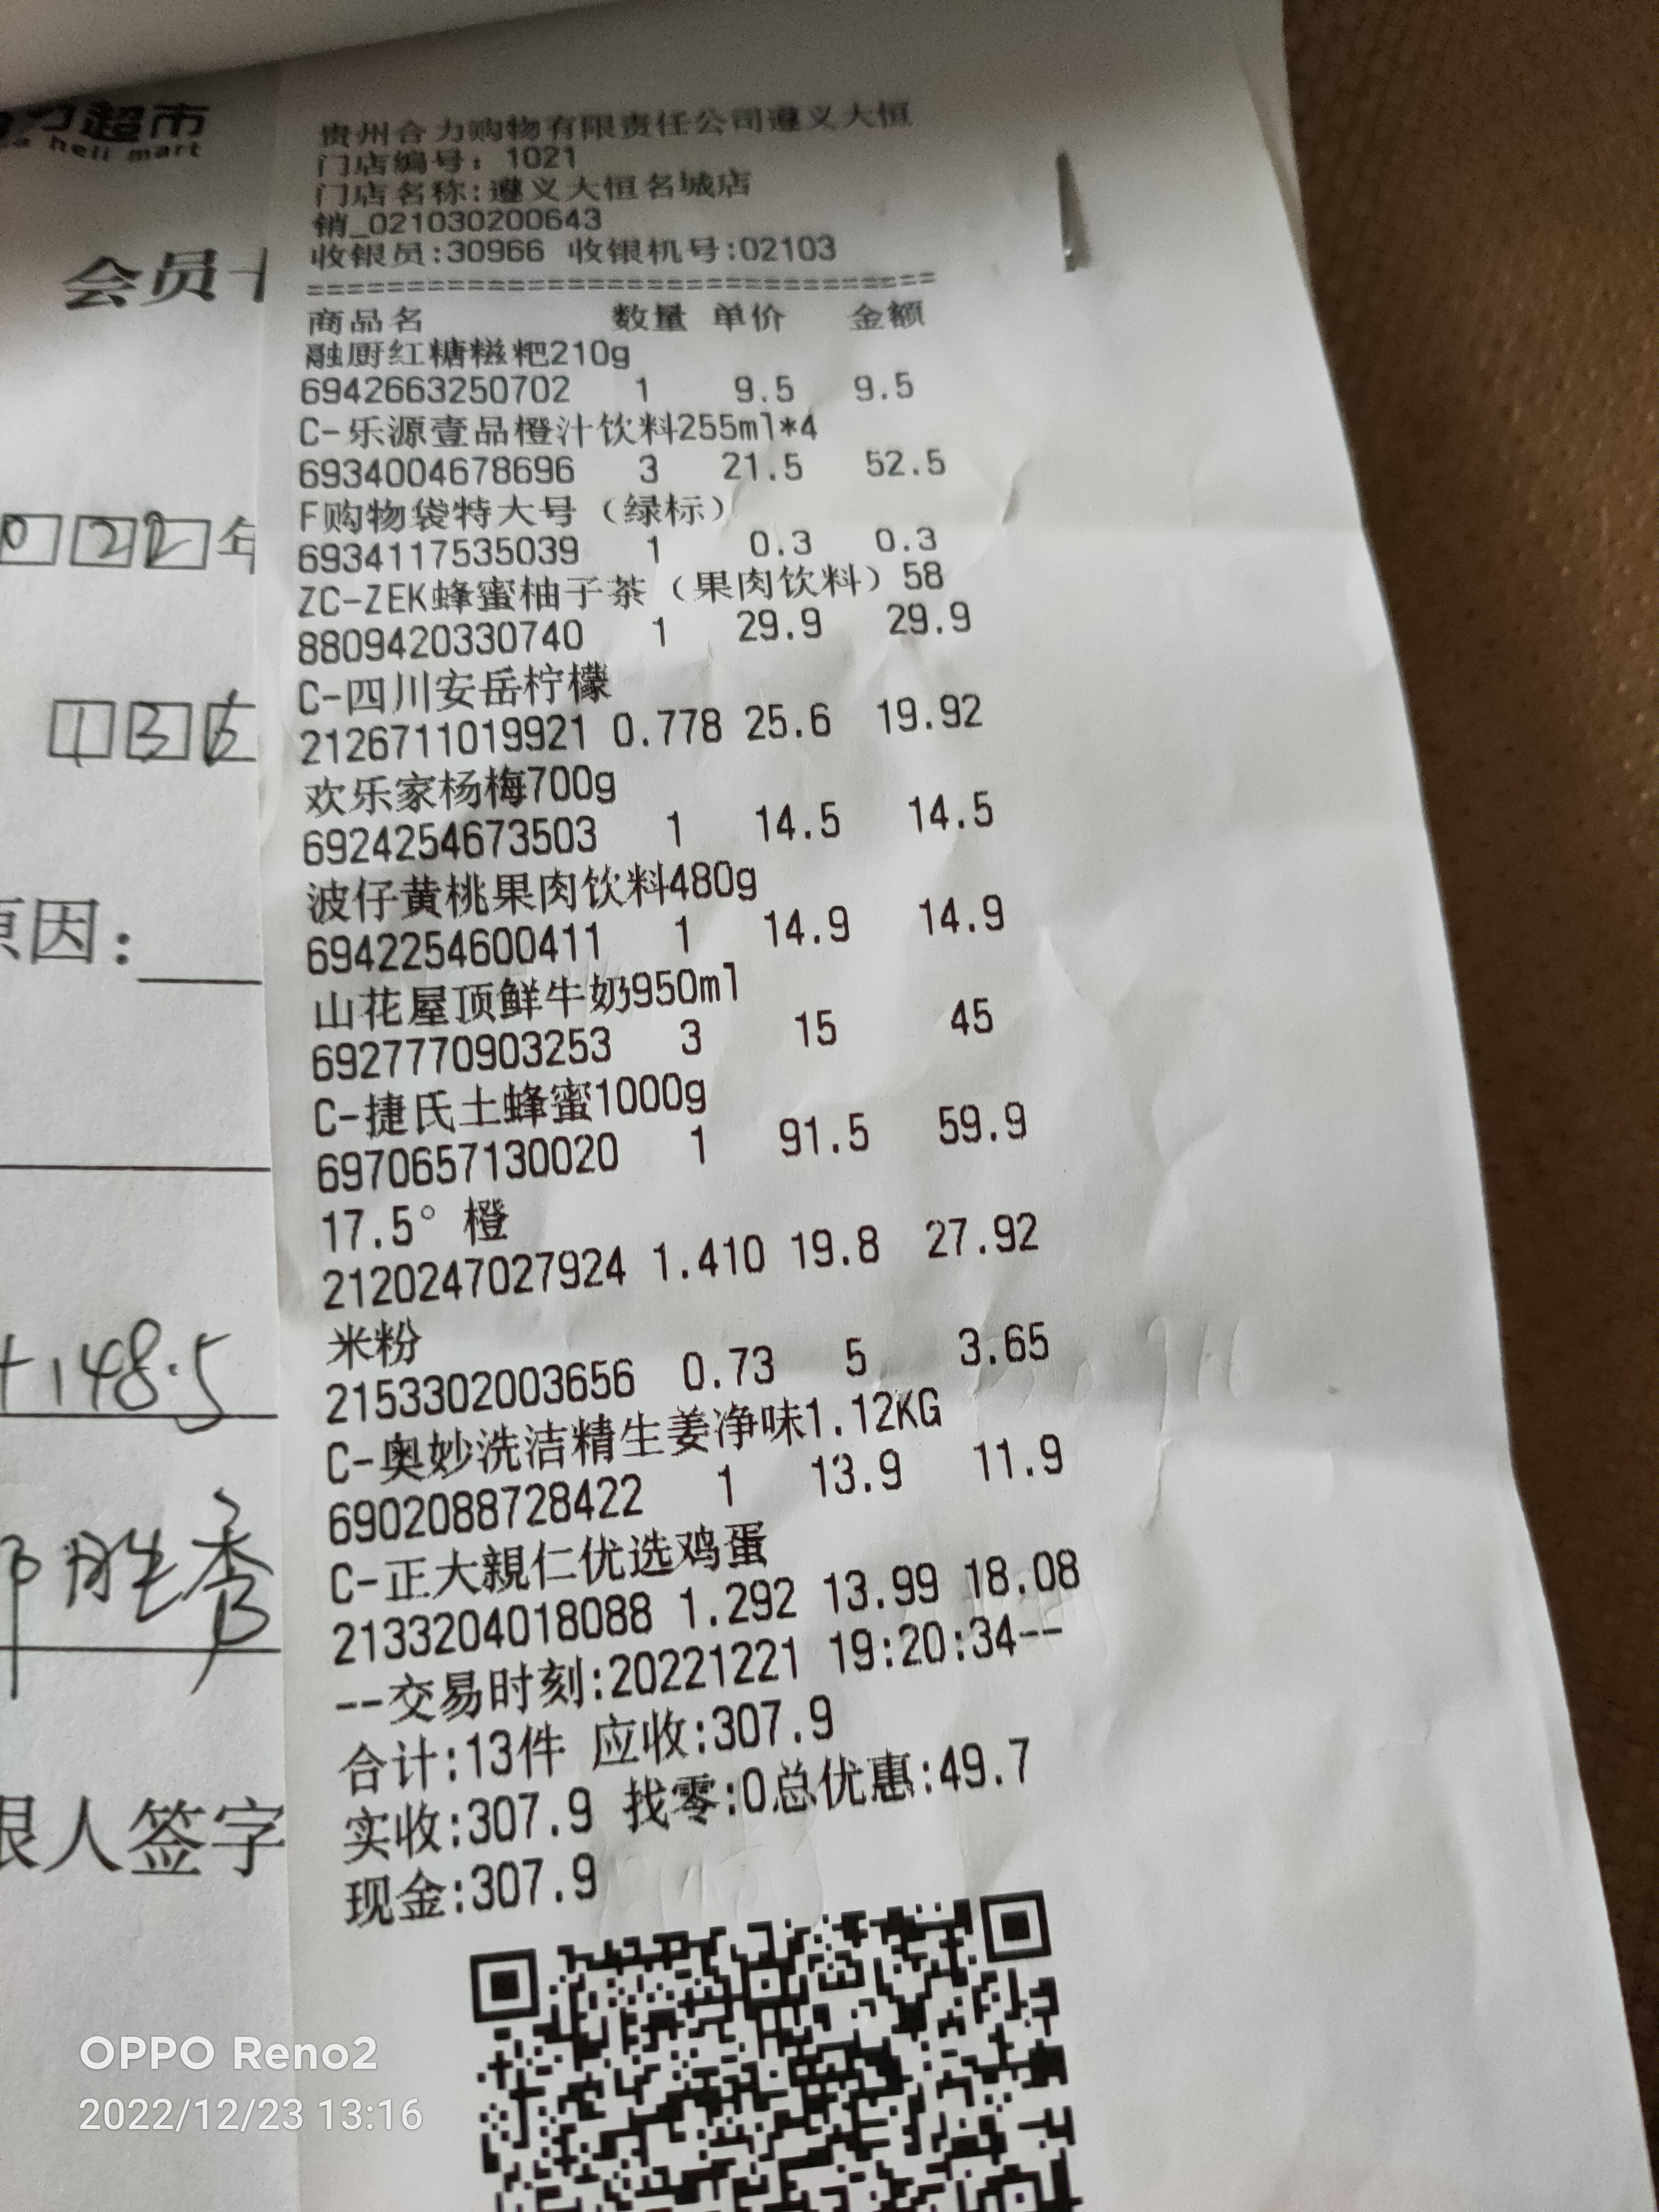 超市
heli mart
会员
022年
13
原因:
+148.5
胜秀
人签字
贵州合力购物有限责任公司遵义大恒
门店编号: 1021
门店名称:遵义大恒名城店
销_021030200643
收银员:30966 收银机号:02103
===============================
商品名 数量 单价 金额
融厨红糖糍粑210g
6942663250702 1 9.5 9.5
C-乐源壹品橙汁饮料255ml*4
6934004678696 3 21.5 52.5
F购物袋特大号（绿标）
6934117535039 1 0.3 0.3
ZC-ZEK蜂蜜柚子茶（果肉饮料）58
8809420330740 1 29.9 29.9
C-四川安岳柠檬
2126711019921 0.778 25.6 19.92
欢乐家杨梅700g
6924254673503 1 14.5 14.5
波仔黄桃果肉饮料480g
6942254600411 1 14.9 14.9
山花屋顶鲜牛奶950ml
6927770903253 3 15 45
C-捷氏土蜂蜜1000g
6970657130020 1 91.5 59.9
17.5° 橙
2120247027924 1.410 19.8 27.92
米粉
2153302003656 0.73 5 3.65
C-奥妙洗洁精生姜净味1.12KG
6902088728422 1 13.9 11.9
C-正大親仁优选鸡蛋
2133204018088 1.292 13.99 18.08
--交易时刻:20221221 19:20:34--
合计:13件 应收:307.9
实收:307.9 找零:0总优惠:49.7
现金:307.9
OPPO Reno2
2022/12/23 13:16